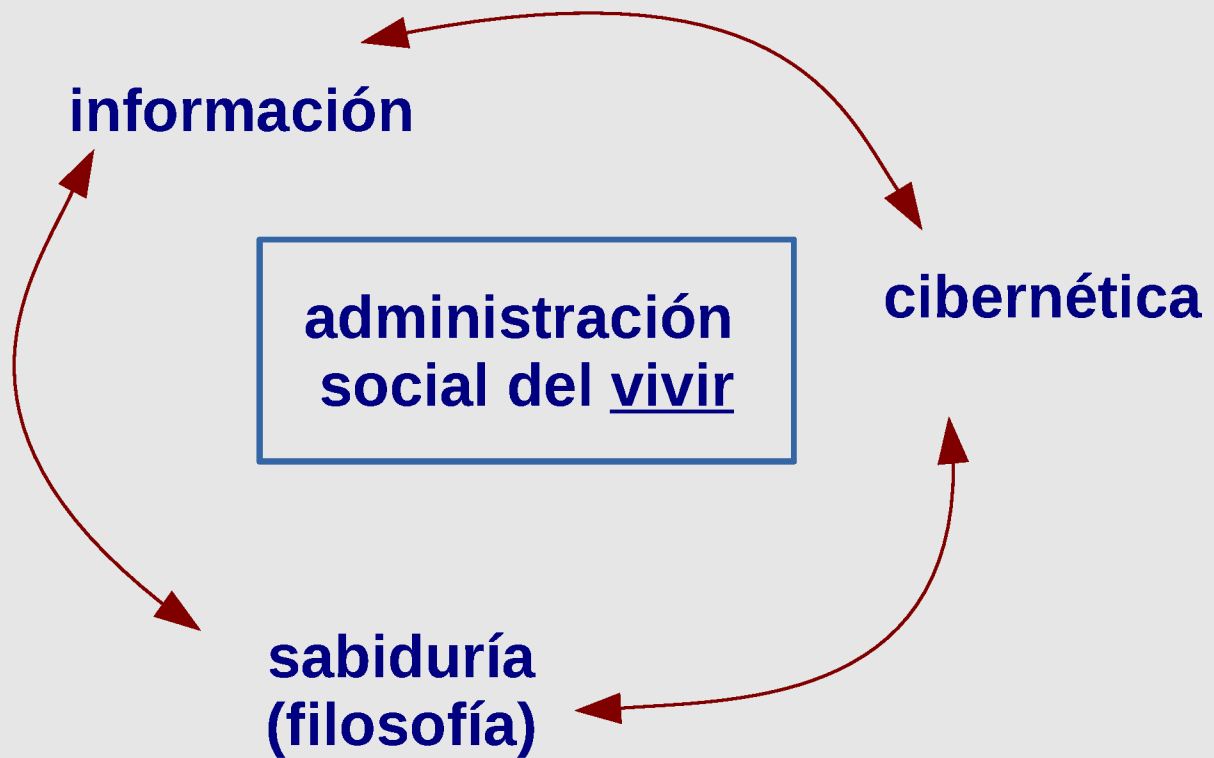 información
cibernética
administración
social del vivir
sabiduría
(filosofía)